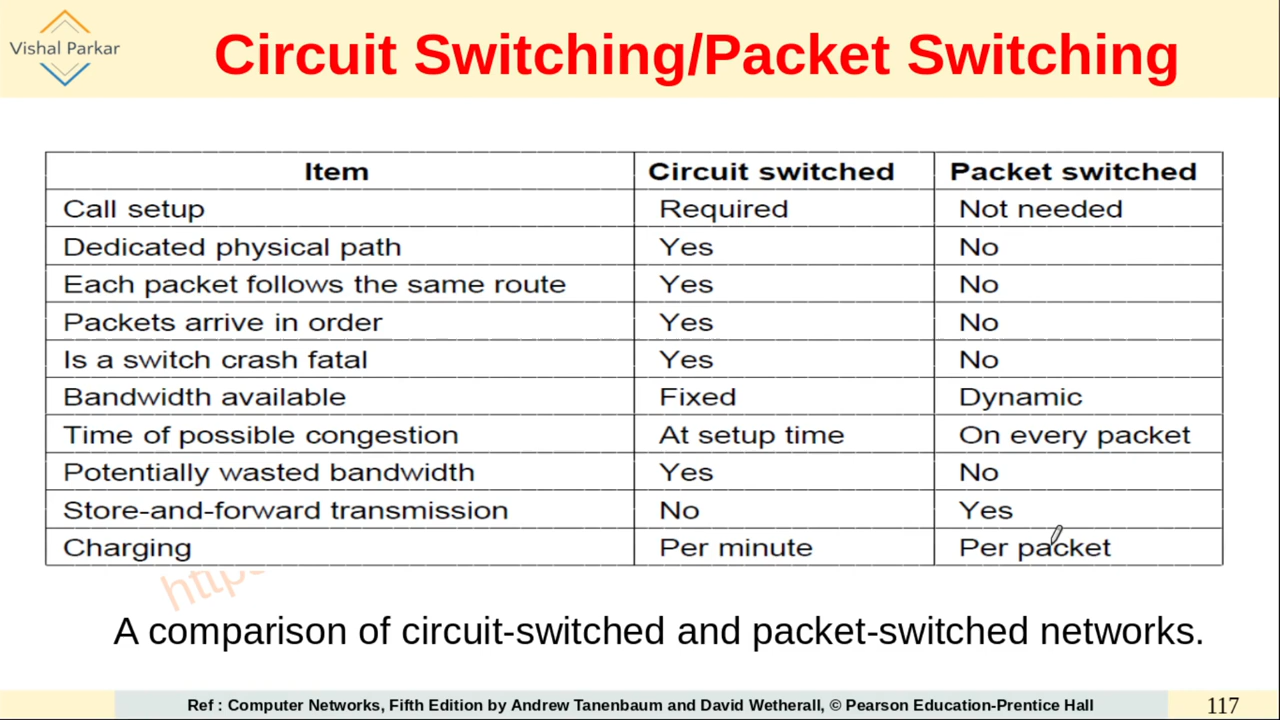 Vishal Parkar
Circuit Switching/Packet Switching
Item Circuit switched Packet switched
Call setup Required Not needed
Dedicated physical path Yes No
Each packet follows the same route Yes No
Packets arrive in order Yes No
Is a switch crash fatal Yes No
Bandwidth available Fixed Dynamic
Time of possible congestion At setup time On every packet
Potentially wasted bandwidth Yes No
Store-and-forward transmission No Yes
Charging Per minute Per packet
A comparison of circuit-switched and packet-switched networks.
Ref : Computer Networks, Fifth Edition by Andrew Tanenbaum and David Wetherall, © Pearson Education-Prentice Hall
117